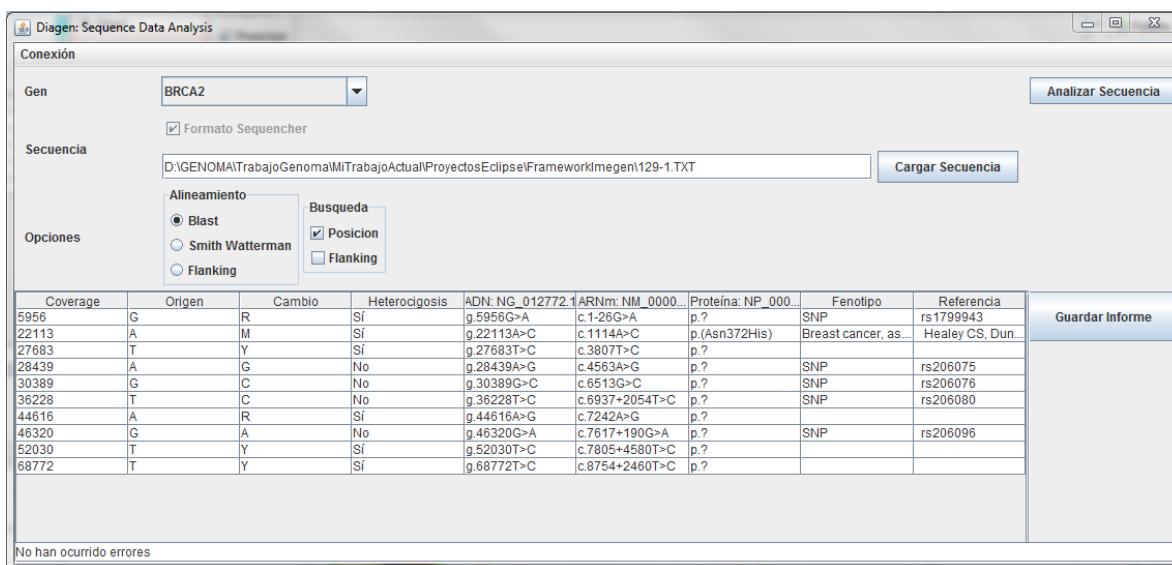 Diagen: Sequence Data Analysis
Conexión
Gen BRCA2 Analizar Secuencia
Formato Sequencher
Secuencia
D:\GENOMA\TrabajoGenoma\MiTrabajoActual\ProyectosEclipse\FrameworkImegen\129-1.TXT Cargar Secuencia
Alineamiento
Busqueda
Blast
Posicion
Opciones
Smith Watterman
Flanking
Flanking
Coverage Origen Cambio Heterocigosis ADN: NG_012772.1 ARNm: NM_0000... Proteína: NP_000... Fenotipo Referencia
5956 G R Sí g.5956G>A c.1-26G>A p.? SNP rs1799943
22113 A M Sí g.22113A>C c.1114A>C p.(Asn372His) Breast cancer, as... Healey CS, Dun...
27683 T Y Sí g.27683T>C c.3807T>C p.?
28439 A G No g.28439A>G c.4563A>G p.? SNP rs206075
30389 G C No g.30389G>C c.6513G>C p.? SNP rs206076
36228 T C No g.36228T>C c.6937+2054T>C p.? SNP rs206080
44616 A R Sí g.44616A>G c.7242A>G p.?
46320 G A No g.46320G>A c.7617+190G>A p.? SNP rs206096
52030 T Y Sí g.52030T>C c.7805+4580T>C p.?
68772 T Y Sí g.68772T>C c.8754+2460T>C p.?
Guardar Informe
No han ocurrido errores